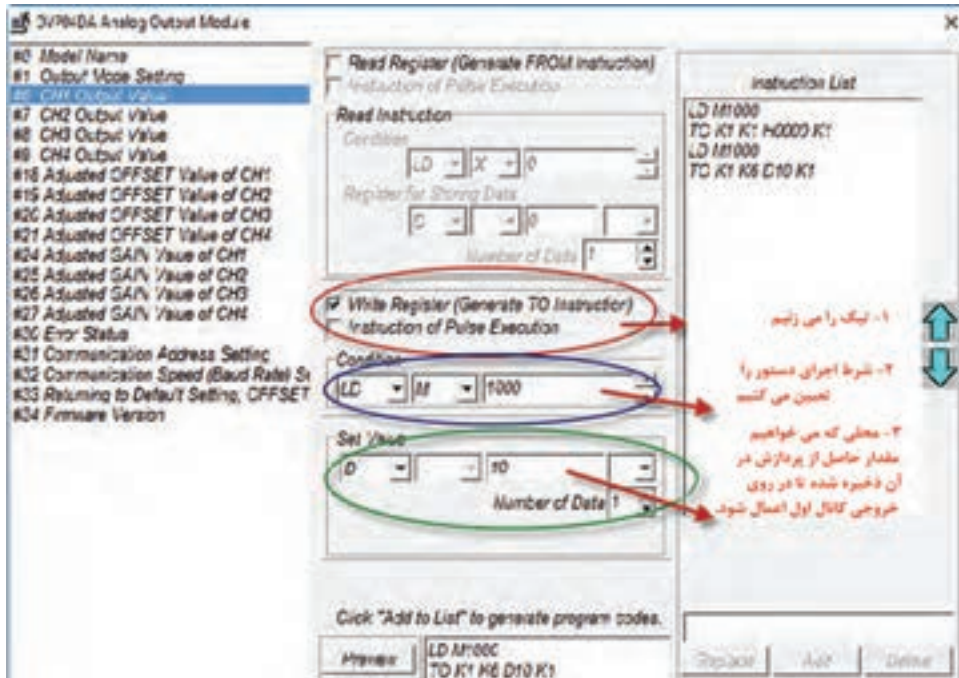 DVP04DA Analog Output Module
#0 Model Name
#1 Output Mode Setting
#6 CH1 Output Value
#7 CH2 Output Value
#8 CH3 Output Value
#9 CH4 Output Value
#18 Adjusted OFFSET Value of CH1
#19 Adjusted OFFSET Value of CH2
#20 Adjusted OFFSET Value of CH3
#21 Adjusted OFFSET Value of CH4
#24 Adjusted GAIN Value of CH1
#25 Adjusted GAIN Value of CH2
#26 Adjusted GAIN Value of CH3
#27 Adjusted GAIN Value of CH4
#30 Error Status
#31 Communication Address Setting
#32 Communication Speed (Baud Rate) S
#33 Returning to Default Setting, OFFSET
#34 Firmware Version
Read Register (Generate FROM Instruction)
Instruction of Pulse Execution
Read Instruction
Condition
LD X 0
Register for Storing Data
D 0
Number of Data 1
Write Register (Generate TO Instruction)
Instruction of Pulse Execution
Condition
LD M 1000
Set Value
D 10
Number of Data 1
Click "Add to List" to generate program codes.
Preview
LD M1000
TO K1 K6 D10 K1
Instruction List
LD M1000
TO K1 K1 H0000 K1
LD M1000
TO K1 K6 D10 K1
۱- تیک را می زنیم
۲- شرط اجرای دستور را
تعیین می کنیم
۳- محلی که می خواهیم
مقدار حاصل از پردازش در
آن ذخیره شده تا در روی
خروجی کانال اول اعمال شود.
Replace Add Delete